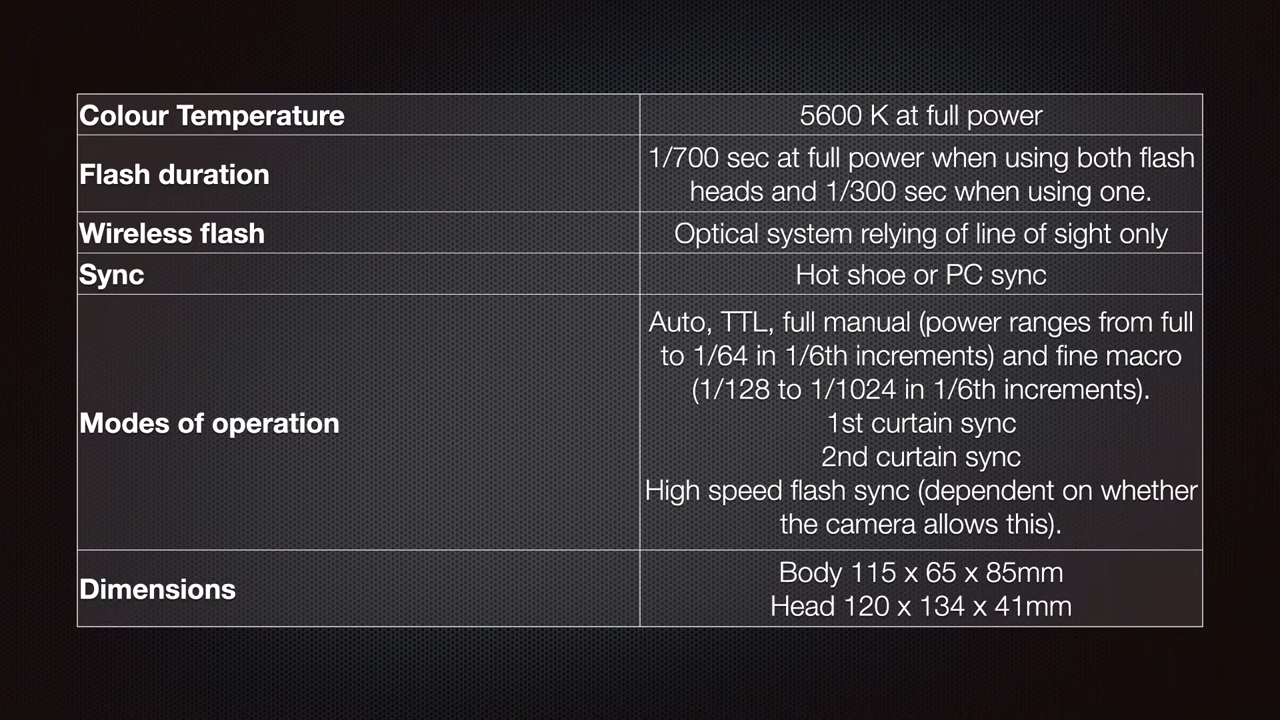 Colour Temperature
5600 K at full power
Flash duration
1/700 sec at full power when using both flash
heads and 1/300 sec when using one.
Wireless flash
Optical system relying of line of sight only
Sync
Hot shoe or PC sync
Modes of operation
Auto, TTL, full manual (power ranges from full
to 1/64 in 1/6th increments) and fine macro
(1/128 to 1/1024 in 1/6th increments).
1st curtain sync
2nd curtain sync
High speed flash sync (dependent on whether
the camera allows this).
Dimensions
Body 115 x 65 x 85mm
Head 120 x 134 x 41mm